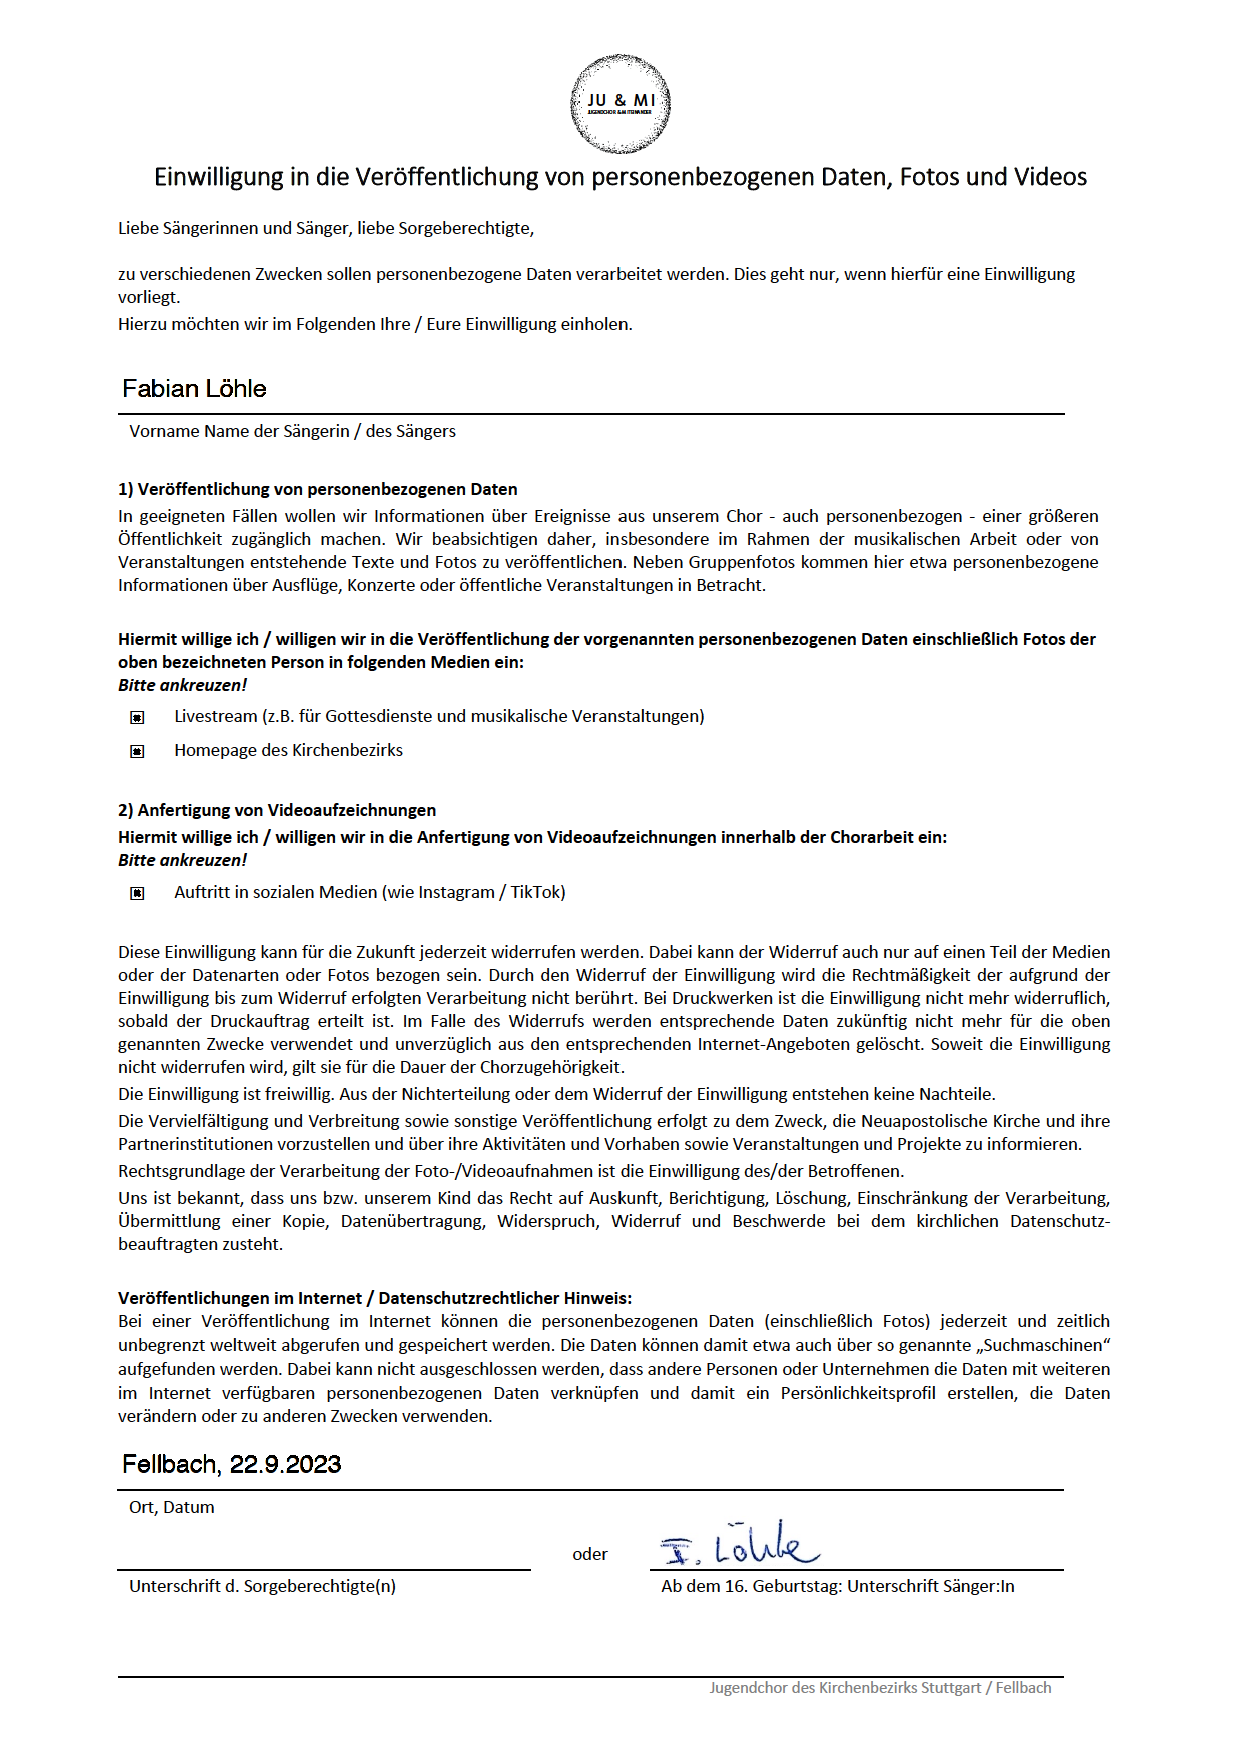 JU & MI
JUGENDCHOR & MITEINANDER
Einwilligung in die Veröffentlichung von personenbezogenen Daten, Fotos und Videos
Liebe Sängerinnen und Sänger, liebe Sorgeberechtigte,
zu verschiedenen Zwecken sollen personenbezogene Daten verarbeitet werden. Dies geht nur, wenn hierfür eine Einwilligung
vorliegt.
Hierzu möchten wir im Folgenden Ihre / Eure Einwilligung einholen.
Fabian Löhle
Vorname Name der Sängerin / des Sängers
1) Veröffentlichung von personenbezogenen Daten
In geeigneten Fällen wollen wir Informationen über Ereignisse aus unserem Chor - auch personenbezogen - einer größeren
Öffentlichkeit zugänglich machen. Wir beabsichtigen daher, insbesondere im Rahmen der musikalischen Arbeit oder von
Veranstaltungen entstehende Texte und Fotos zu veröffentlichen. Neben Gruppenfotos kommen hier etwa personenbezogene
Informationen über Ausflüge, Konzerte oder öffentliche Veranstaltungen in Betracht.
Hiermit willige ich / willigen wir in die Veröffentlichung der vorgenannten personenbezogenen Daten einschließlich Fotos der
oben bezeichneten Person in folgenden Medien ein:
Bitte ankreuzen!
Livestream (z.B. für Gottesdienste und musikalische Veranstaltungen)
Homepage des Kirchenbezirks
2) Anfertigung von Videoaufzeichnungen
Hiermit willige ich / willigen wir in die Anfertigung von Videoaufzeichnungen innerhalb der Chorarbeit ein:
Bitte ankreuzen!
Auftritt in sozialen Medien (wie Instagram / TikTok)
Diese Einwilligung kann für die Zukunft jederzeit widerrufen werden. Dabei kann der Widerruf auch nur auf einen Teil der Medien
oder der Datenarten oder Fotos bezogen sein. Durch den Widerruf der Einwilligung wird die Rechtmäßigkeit der aufgrund der
Einwilligung bis zum Widerruf erfolgten Verarbeitung nicht berührt. Bei Druckwerken ist die Einwilligung nicht mehr widerruflich,
sobald der Druckauftrag erteilt ist. Im Falle des Widerrufs werden entsprechende Daten zukünftig nicht mehr für die oben
genannten Zwecke verwendet und unverzüglich aus den entsprechenden Internet-Angeboten gelöscht. Soweit die Einwilligung
nicht widerrufen wird, gilt sie für die Dauer der Chorzugehörigkeit.
Die Einwilligung ist freiwillig. Aus der Nichterteilung oder dem Widerruf der Einwilligung entstehen keine Nachteile.
Die Vervielfältigung und Verbreitung sowie sonstige Veröffentlichung erfolgt zu dem Zweck, die Neuapostolische Kirche und ihre
Partnerinstitutionen vorzustellen und über ihre Aktivitäten und Vorhaben sowie Veranstaltungen und Projekte zu informieren.
Rechtsgrundlage der Verarbeitung der Foto-/Videoaufnahmen ist die Einwilligung des/der Betroffenen.
Uns ist bekannt, dass uns bzw. unserem Kind das Recht auf Auskunft, Berichtigung, Löschung, Einschränkung der Verarbeitung,
Übermittlung einer Kopie, Datenübertragung, Widerspruch, Widerruf und Beschwerde bei dem kirchlichen Datenschutz-
beauftragten zusteht.
Veröffentlichungen im Internet / Datenschutzrechtlicher Hinweis:
Bei einer Veröffentlichung im Internet können die personenbezogenen Daten (einschließlich Fotos) jederzeit und zeitlich
unbegrenzt weltweit abgerufen und gespeichert werden. Die Daten können damit etwa auch über so genannte „Suchmaschinen“
aufgefunden werden. Dabei kann nicht ausgeschlossen werden, dass andere Personen oder Unternehmen die Daten mit weiteren
im Internet verfügbaren personenbezogenen Daten verknüpfen und damit ein Persönlichkeitsprofil erstellen, die Daten
verändern oder zu anderen Zwecken verwenden.
Fellbach, 22.9.2023
Ort, Datum
oder F. Löhle
Unterschrift d. Sorgeberechtigte(n) Ab dem 16. Geburtstag: Unterschrift Sänger:In
Jugendchor des Kirchenbezirks Stuttgart / Fellbach